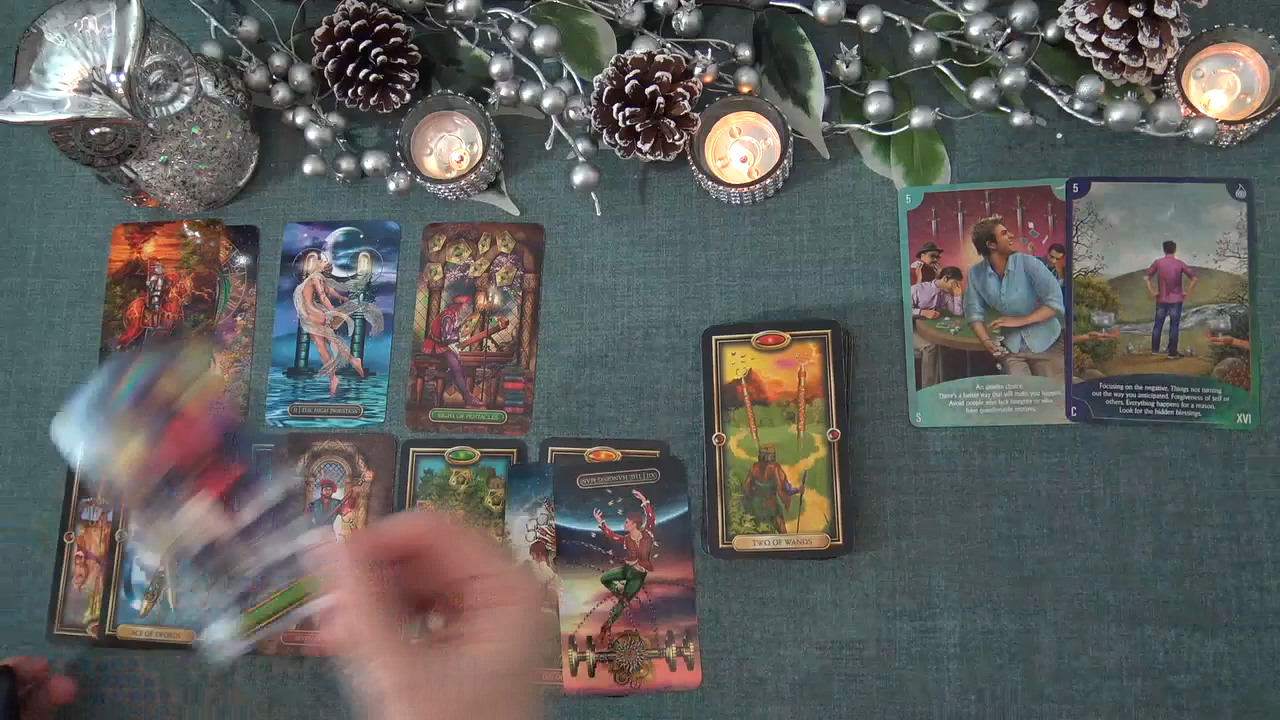 II | THE HIGH PRIESTESS
EIGHT OF PENTACLES
5
An unwise choice.
There's a better way that will make you happier.
Avoid people who lack integrity or who
have questionable motives.
S
5
Focusing on the negative. Things not turning
out the way you anticipated. Forgiveness of self or
others. Everything happens for a reason.
Look for the hidden blessings.
C
XVI
XII | THE HANGING MAN
TWO OF WANDS
ACE OF SWORDS